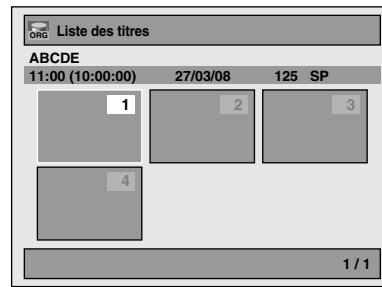 ORG Liste des titres
ABCDE
11:00 (10:00:00) 27/03/08 125 SP
1 2 3
4
1 / 1